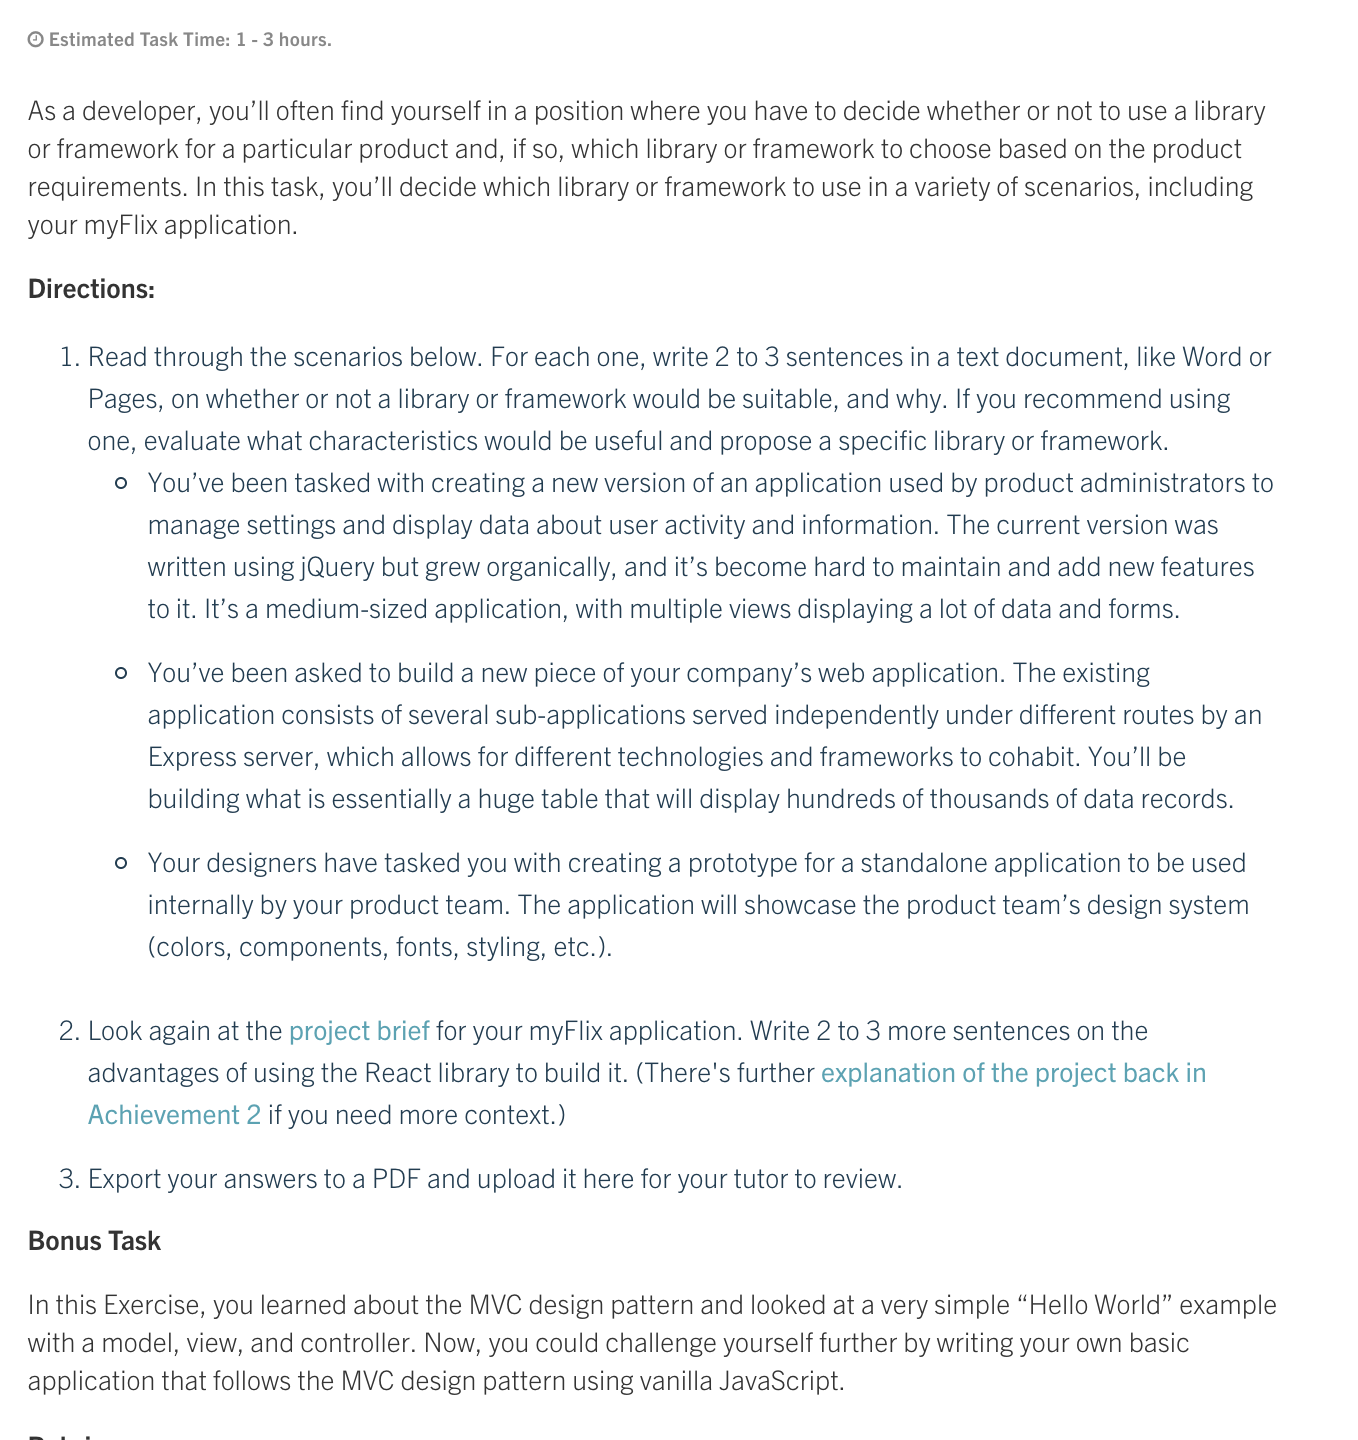 Estimated Task Time: 1 - 3 hours.
As a developer, you’ll often find yourself in a position where you have to decide whether or not to use a library
or framework for a particular product and, if so, which library or framework to choose based on the product
requirements. In this task, you’ll decide which library or framework to use in a variety of scenarios, including
your myFlix application.
Directions:
1. Read through the scenarios below. For each one, write 2 to 3 sentences in a text document, like Word or
Pages, on whether or not a library or framework would be suitable, and why. If you recommend using
one, evaluate what characteristics would be useful and propose a specific library or framework.
You’ve been tasked with creating a new version of an application used by product administrators to
manage settings and display data about user activity and information. The current version was
written using jQuery but grew organically, and it’s become hard to maintain and add new features
to it. It’s a medium-sized application, with multiple views displaying a lot of data and forms.
You’ve been asked to build a new piece of your company’s web application. The existing
application consists of several sub-applications served independently under different routes by an
Express server, which allows for different technologies and frameworks to cohabit. You’ll be
building what is essentially a huge table that will display hundreds of thousands of data records.
Your designers have tasked you with creating a prototype for a standalone application to be used
internally by your product team. The application will showcase the product team’s design system
(colors, components, fonts, styling, etc.).
2. Look again at the project brief for your myFlix application. Write 2 to 3 more sentences on the
advantages of using the React library to build it. (There's further explanation of the project back in
Achievement 2 if you need more context.)
3. Export your answers to a PDF and upload it here for your tutor to review.
Bonus Task
In this Exercise, you learned about the MVC design pattern and looked at a very simple “Hello World” example
with a model, view, and controller. Now, you could challenge yourself further by writing your own basic
application that follows the MVC design pattern using vanilla JavaScript.